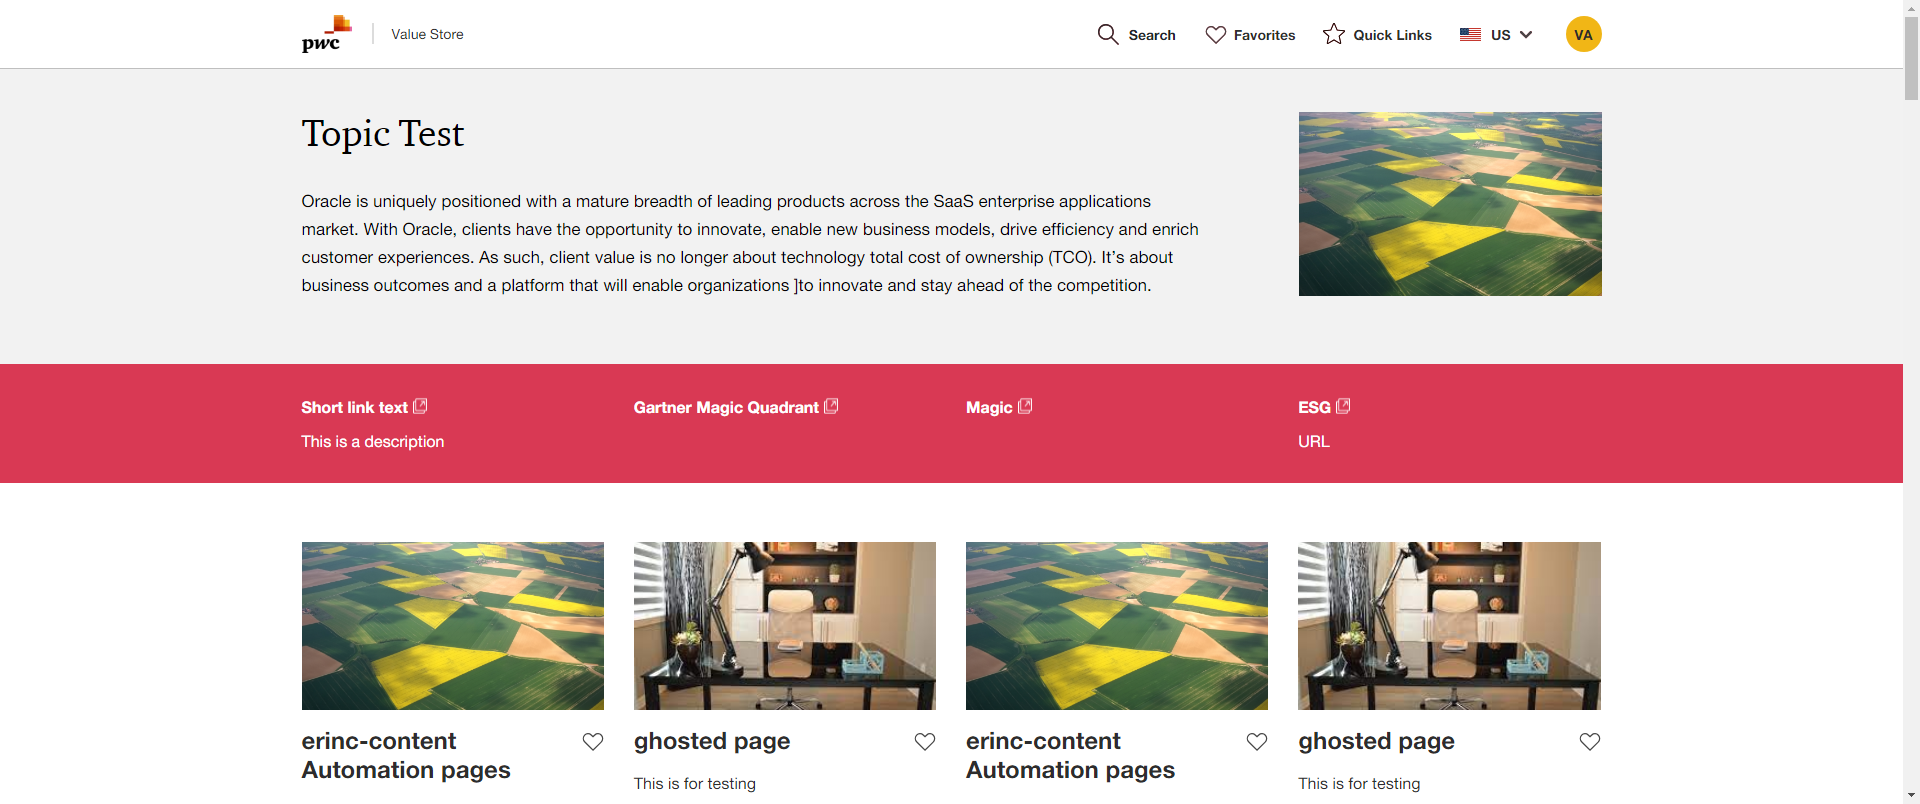 pwc
Value Store
Search
Favorites
Quick Links
US
VA
Topic Test
Oracle is uniquely positioned with a mature breadth of leading products across the SaaS enterprise applications
market. With Oracle, clients have the opportunity to innovate, enable new business models, drive efficiency and enrich
customer experiences. As such, client value is no longer about technology total cost of ownership (TCO). It’s about
business outcomes and a platform that will enable organizations ]to innovate and stay ahead of the competition.
Short link text
This is a description
Gartner Magic Quadrant
Magic
ESG
URL
erinc-content
Automation pages
ghosted page
This is for testing
erinc-content
Automation pages
ghosted page
This is for testing